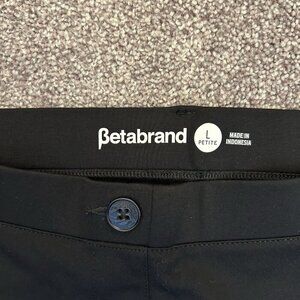 βetabrand
L
PETITE
MADE IN
INDONESIA